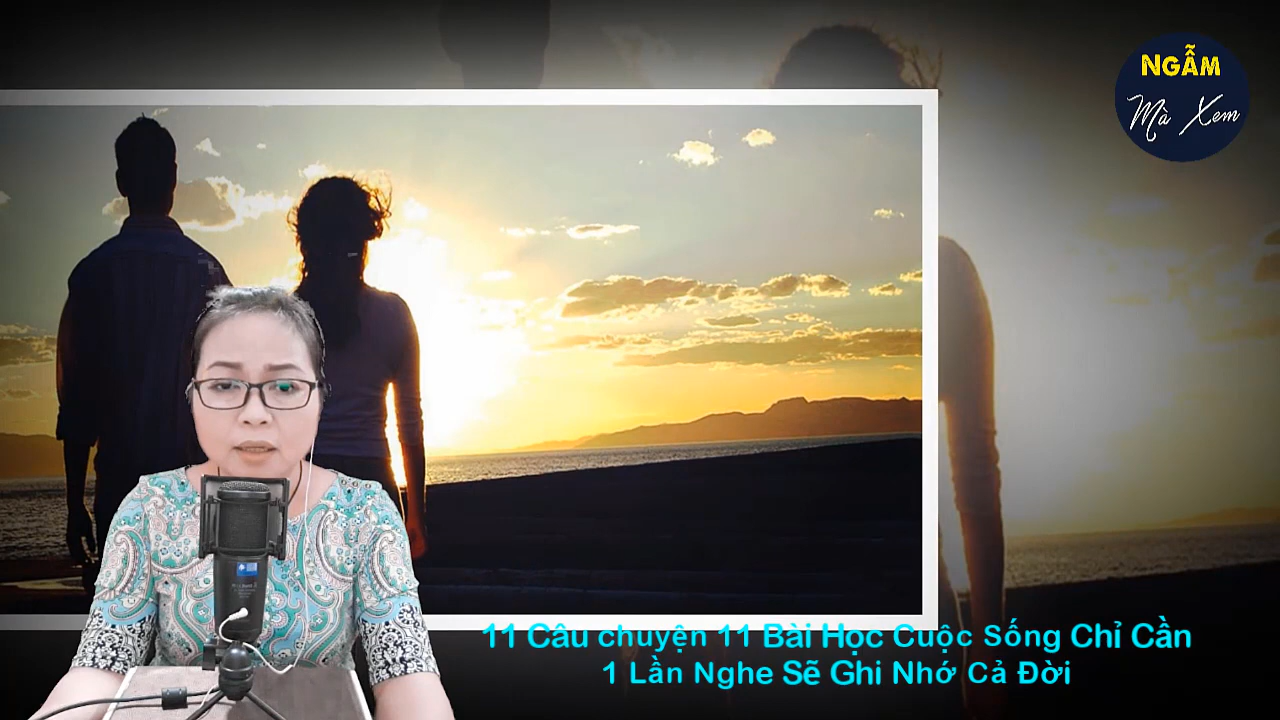 NGẪM
Mà Xem
11 Câu chuyện 11 Bài Học Cuộc Sống Chỉ Cần
1 Lần Nghe Sẽ Ghi Nhớ Cả Đời